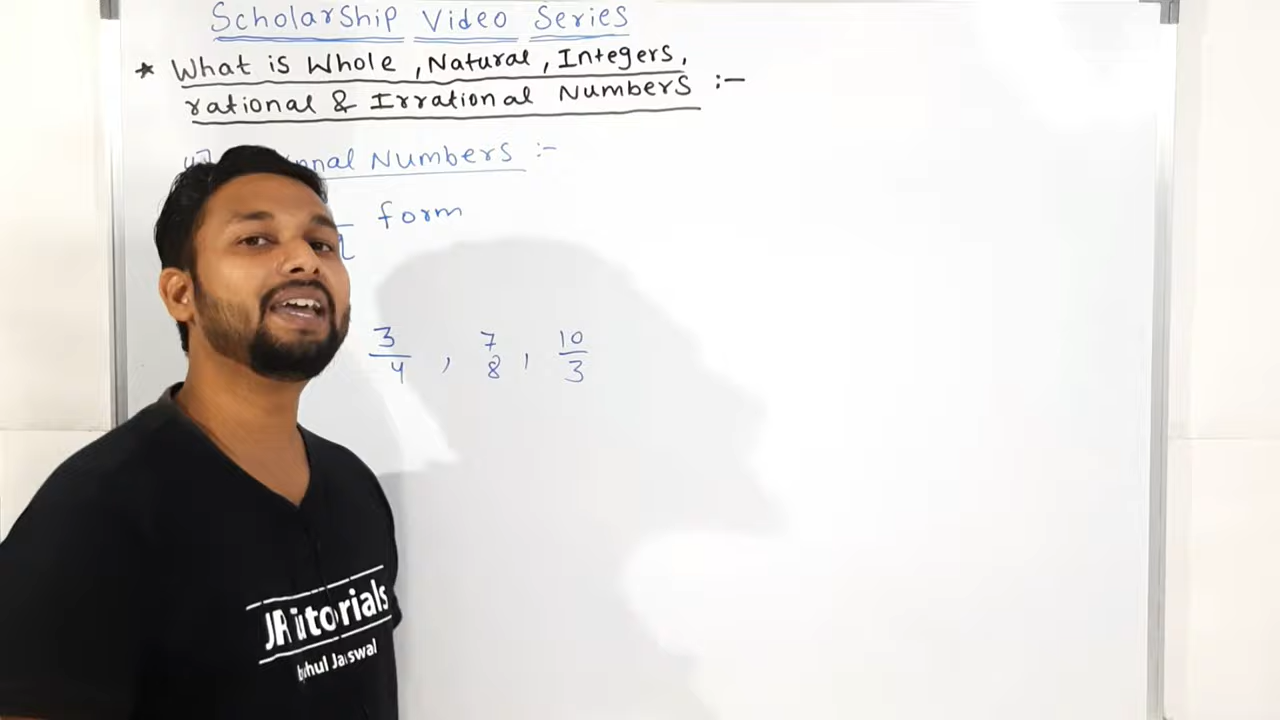 Scholarship Video Series
★ What is Whole, Natural, Integers,
rational & Irrational Numbers :-
Numbers :-
form
3/4, 7/8, 10/3